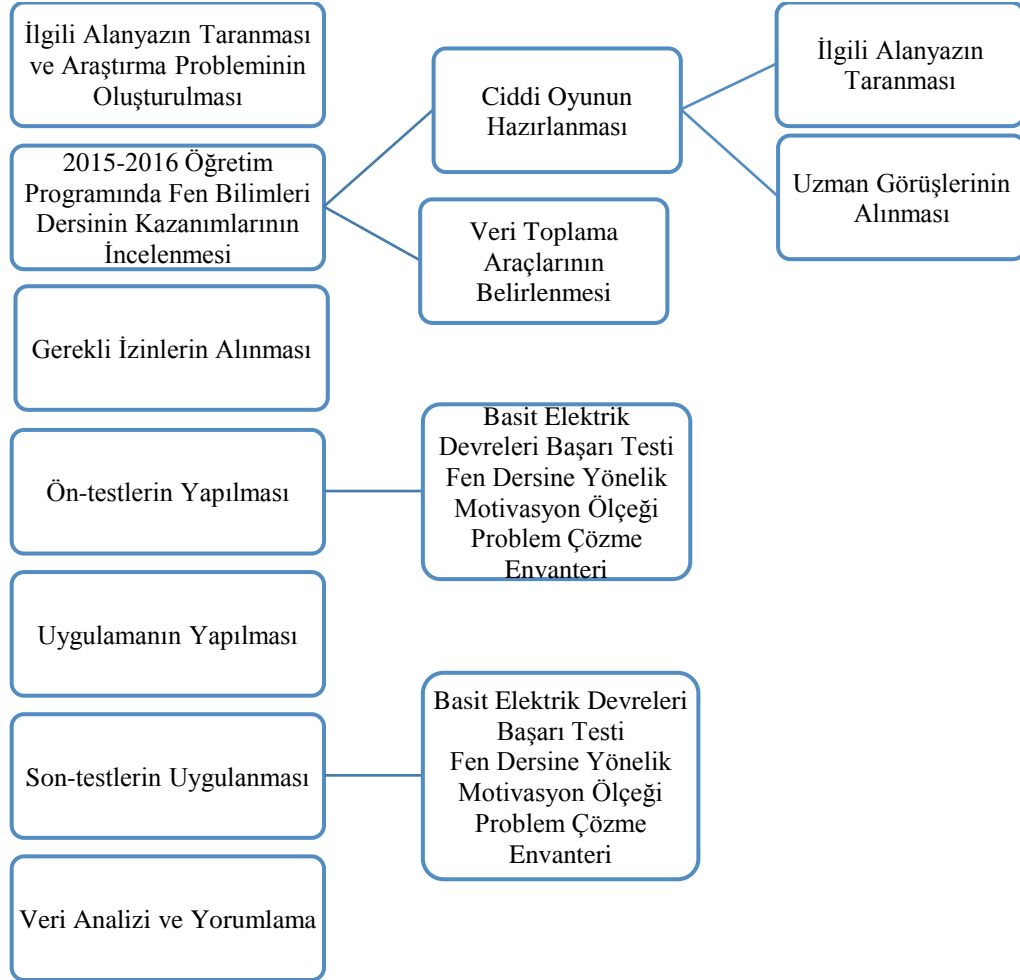 İlgili Alanyazın Taranması
ve Araştırma Probleminin
Oluşturulması
2015-2016 Öğretim
Programında Fen Bilimleri
Dersinin Kazanımlarının
İncelenmesi
Ciddi Oyunun
Hazırlanması
İlgili Alanyazın
Taranması
Uzman Görüşlerinin
Alınması
Veri Toplama
Araçlarının
Belirlenmesi
Gerekli İzinlerin Alınması
Ön-testlerin Yapılması
Basit Elektrik
Devreleri Başarı Testi
Fen Dersine Yönelik
Motivasyon Ölçeği
Problem Çözme
Envanteri
Uygulamanın Yapılması
Son-testlerin Uygulanması
Basit Elektrik Devreleri
Başarı Testi
Fen Dersine Yönelik
Motivasyon Ölçeği
Problem Çözme
Envanteri
Veri Analizi ve Yorumlama